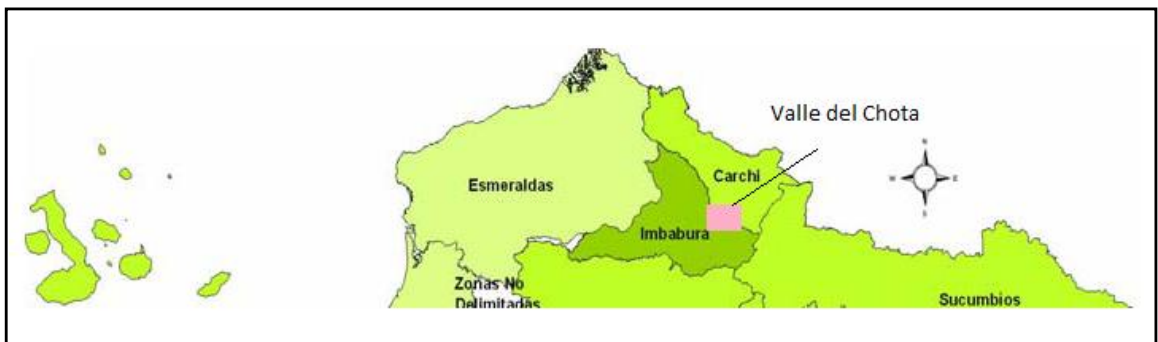 Valle del Chota
Carchi
Esmeraldas
Imbabura
Zonas No
Delimitadas
Sucumbios
N
W
E
S